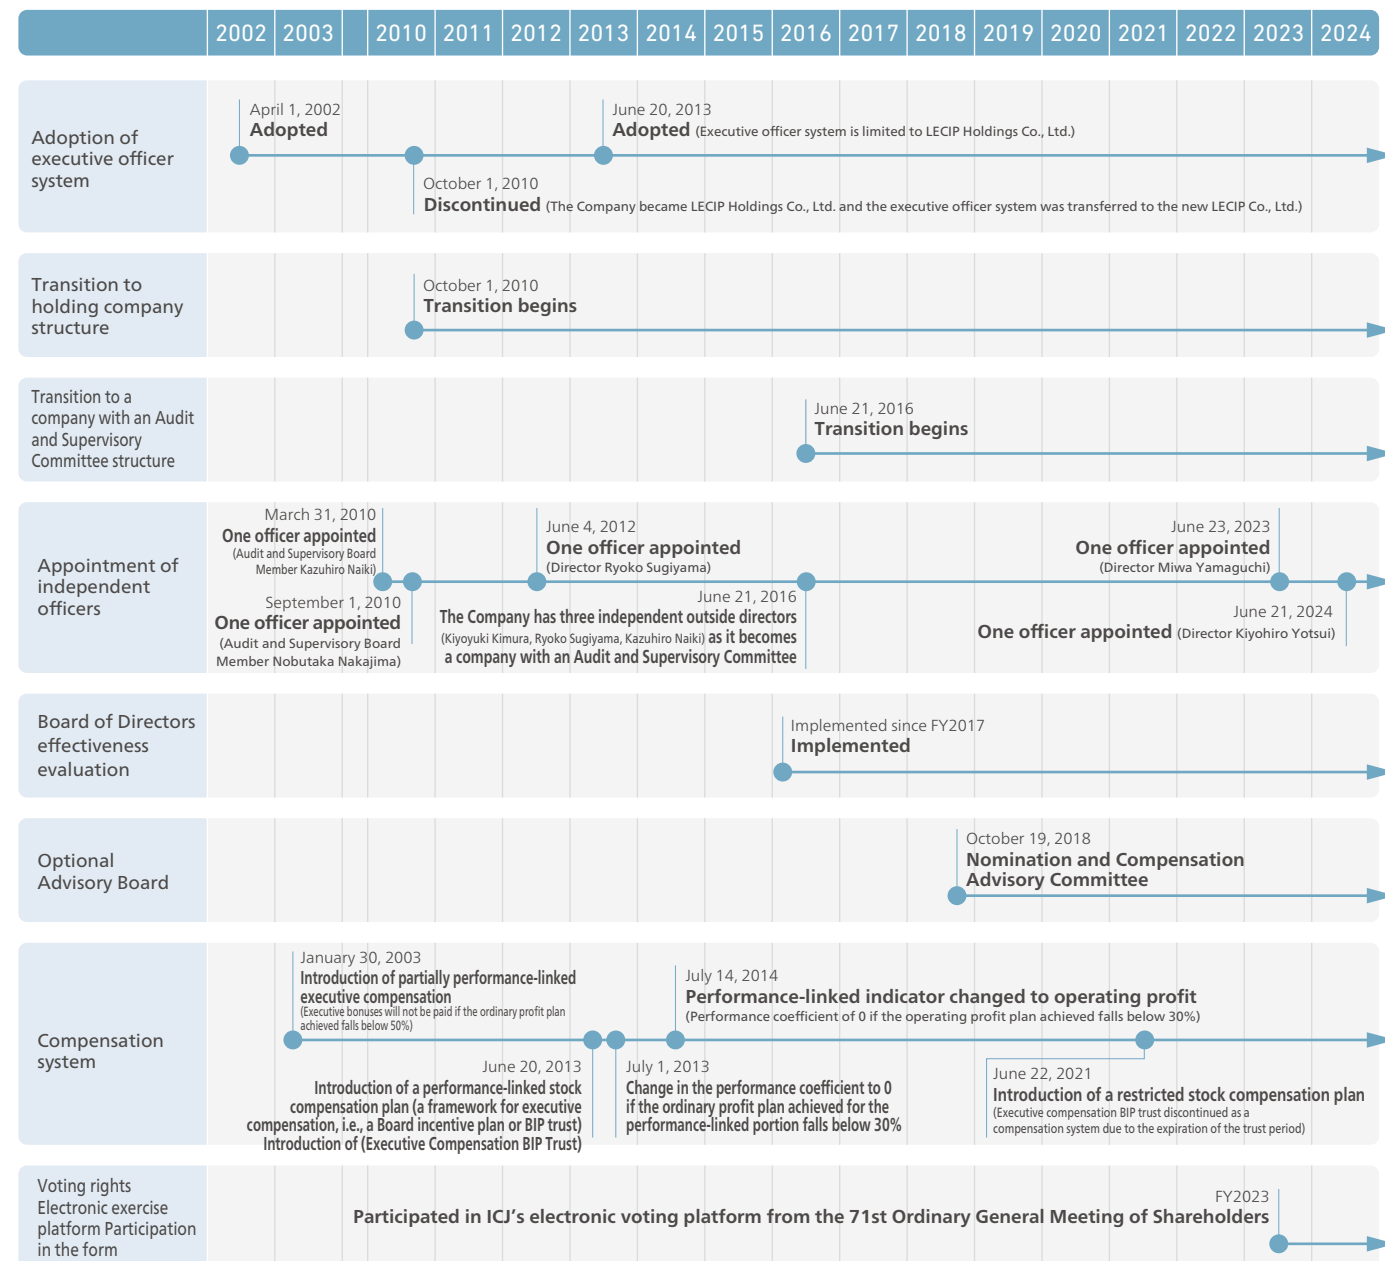 2002 2003 2010 2011 2012 2013 2014 2015 2016 2017 2018 2019 2020 2021 2022 2023 2024
Adoption of
executive officer
system
April 1, 2002
Adopted
June 20, 2013
Adopted (Executive officer system is limited to LECIP Holdings Co., Ltd.)
October 1, 2010
Discontinued (The Company became LECIP Holdings Co., Ltd. and the executive officer system was transferred to the new LECIP Co., Ltd.)
Transition to
holding company
structure
October 1, 2010
Transition begins
Transition to a
company with an Audit
and Supervisory
Committee structure
June 21, 2016
Transition begins
Appointment of
independent
officers
March 31, 2010
One officer appointed
(Audit and Supervisory Board
Member Kazuhiro Naiki)
September 1, 2010
One officer appointed
(Audit and Supervisory Board
Member Nobutaka Nakajima)
June 4, 2012
One officer appointed
(Director Ryoko Sugiyama)
June 21, 2016
The Company has three independent outside directors
(Kiyoyuki Kimura, Ryoko Sugiyama, Kazuhiro Naiki) as it becomes
a company with an Audit and Supervisory Committee
June 23, 2023
One officer appointed
(Director Miwa Yamaguchi)
June 21, 2024
One officer appointed (Director Kiyohiro Yotsui)
Board of Directors
effectiveness
evaluation
Implemented since FY2017
Implemented
Optional
Advisory Board
October 19, 2018
Nomination and Compensation
Advisory Committee
Compensation
system
January 30, 2003
Introduction of partially performance-linked
executive compensation
(Executive bonuses will not be paid if the ordinary profit plan
achieved falls below 50%)
June 20, 2013
Introduction of a performance-linked stock
compensation plan (a framework for executive
compensation, i.e., a Board incentive plan or BIP trust)
Introduction of (Executive Compensation BIP Trust)
July 1, 2013
Change in the performance coefficient to 0
if the ordinary profit plan achieved for the
performance-linked portion falls below 30%
July 14, 2014
Performance-linked indicator changed to operating profit
(Performance coefficient of 0 if the operating profit plan achieved falls below 30%)
June 22, 2021
Introduction of a restricted stock compensation plan
(Executive compensation BIP trust discontinued as a
compensation system due to the expiration of the trust period)
Voting rights
Electronic exercise
platform Participation
in the form
FY2023
Participated in ICJ's electronic voting platform from the 71st Ordinary General Meeting of Shareholders